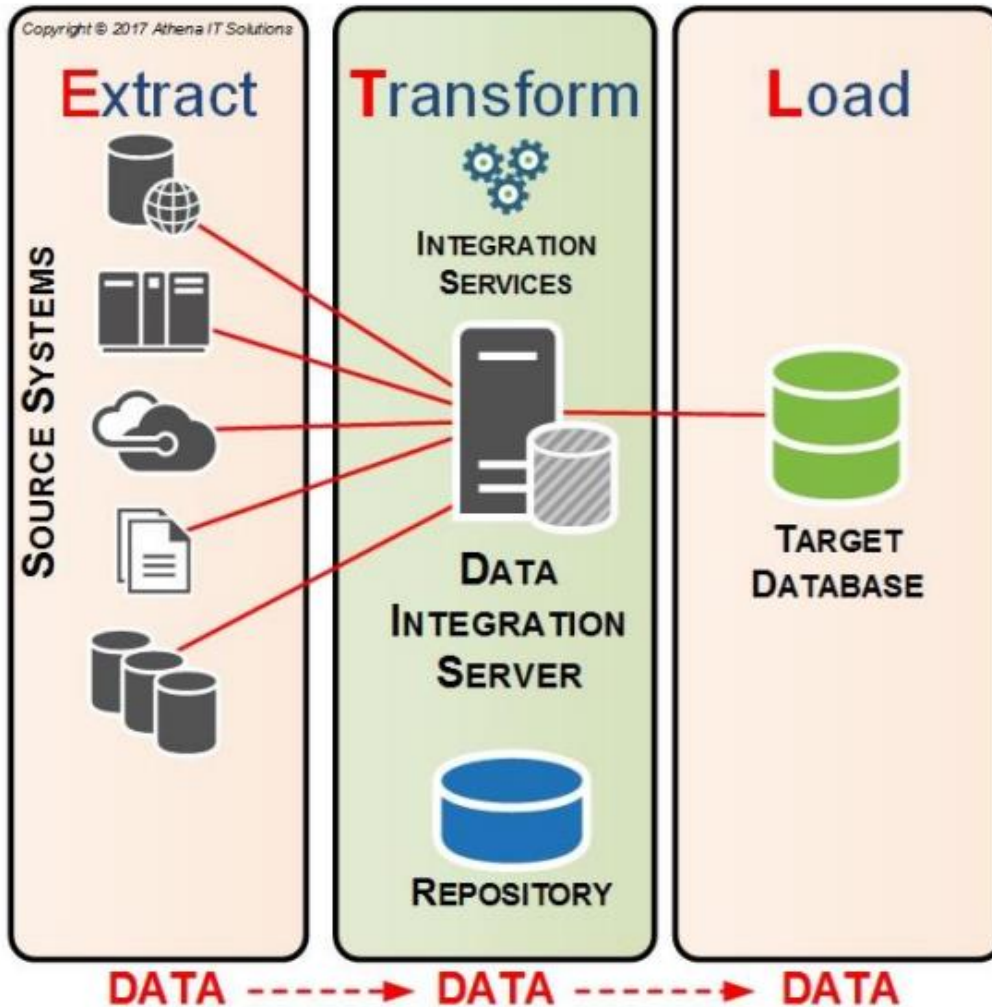 Copyright © 2017 Athena IT Solutions
Extract
Transform
Load
SOURCE SYSTEMS
INTEGRATION
SERVICES
DATA
INTEGRATION
SERVER
TARGET
DATABASE
REPOSITORY
DATA DATA DATA